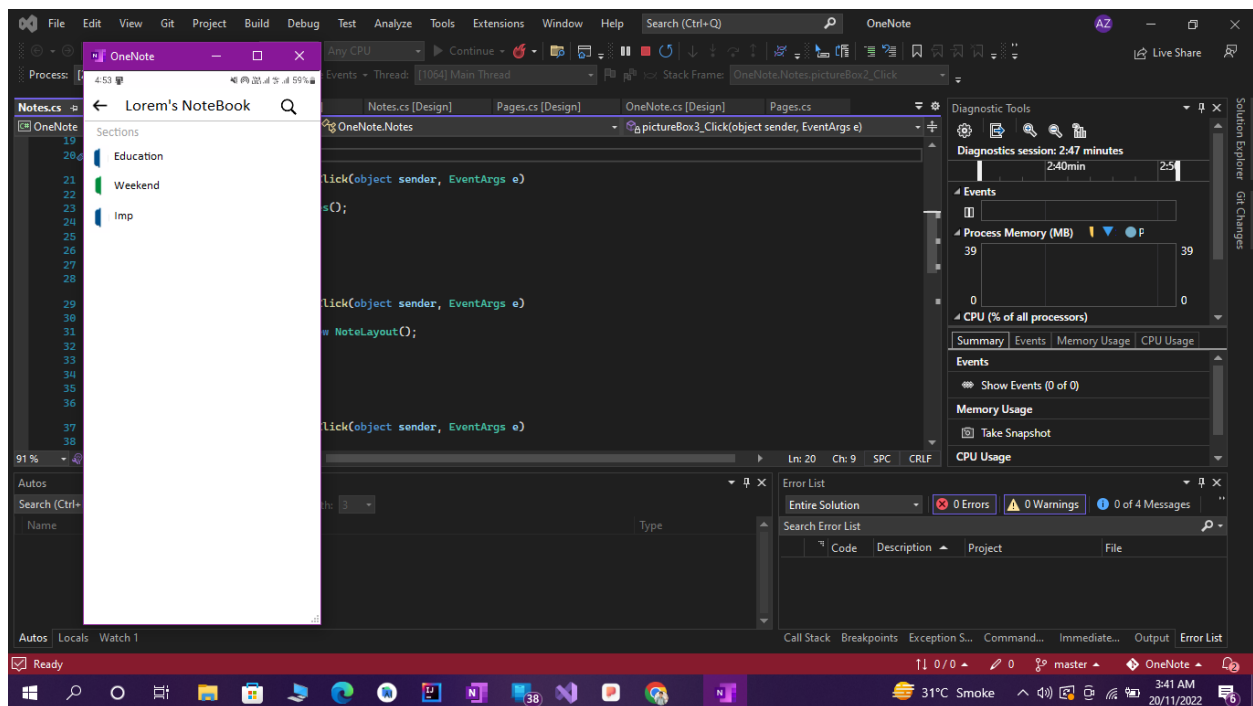 File Edit View Git Project Build Debug Test Analyze Tools Extensions Window Help Search (Ctrl+Q) OneNote AZ
Any CPU Continue Live Share
Process: Events Thread: [1064] Main Thread Stack Frame: OneNote.Notes.pictureBox2_Click
OneNote
4:53 59%
Lorem's NoteBook
Sections
Education
Weekend
Imp
Notes.cs Notes.cs [Design] Pages.cs [Design] OneNote.cs [Design] Pages.cs
OneNote OneNote.Notes pictureBox3_Click(object sender, EventArgs e)
19
20
21 lick(object sender, EventArgs e)
22
23 s();
24
25
26
27
28
29 lick(object sender, EventArgs e)
30
31 w NoteLayout();
32
33
34
35
36
37 lick(object sender, EventArgs e)
38
91 % Ln: 20 Ch: 9 SPC CRLF
Diagnostic Tools
Diagnostics session: 2:47 minutes
2:40min 2:5
Events
Process Memory (MB) P
39 39
0 0
CPU (% of all processors)
Summary Events Memory Usage CPU Usage
Events
Show Events (0 of 0)
Memory Usage
Take Snapshot
CPU Usage
Solution Explorer
Git Changes
Autos
Search (Ctrl+ th: 3
Name Type
Autos Locals Watch 1
Error List
Entire Solution 0 Errors 0 Warnings 0 of 4 Messages
Search Error List
Code Description Project File
Call Stack Breakpoints Exception S... Command... Immediate... Output Error List
Ready 0 / 0 0 master OneNote 2
38 31°C Smoke 3:41 AM
20/11/2022 6